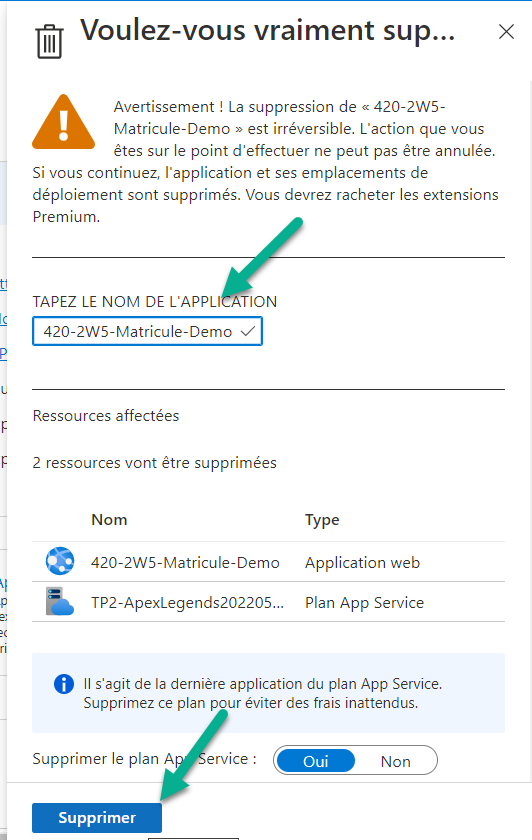 Voulez-vous vraiment sup...
Avertissement ! La suppression de « 420-2W5-
Matricule-Demo » est irréversible. L'action que vous
êtes sur le point d'effectuer ne peut pas être annulée.
Si vous continuez, l'application et ses emplacements de
déploiement sont supprimés. Vous devrez racheter les extensions
Premium.
TAPEZ LE NOM DE L'APPLICATION
420-2W5-Matricule-Demo
Ressources affectées
2 ressources vont être supprimées
Nom Type
420-2W5-Matricule-Demo Application web
TP2-ApexLegends202205... Plan App Service
Il s'agit de la dernière application du plan App Service.
Supprimez ce plan pour éviter des frais inattendus.
Supprimer le plan App Service : Oui Non
Supprimer